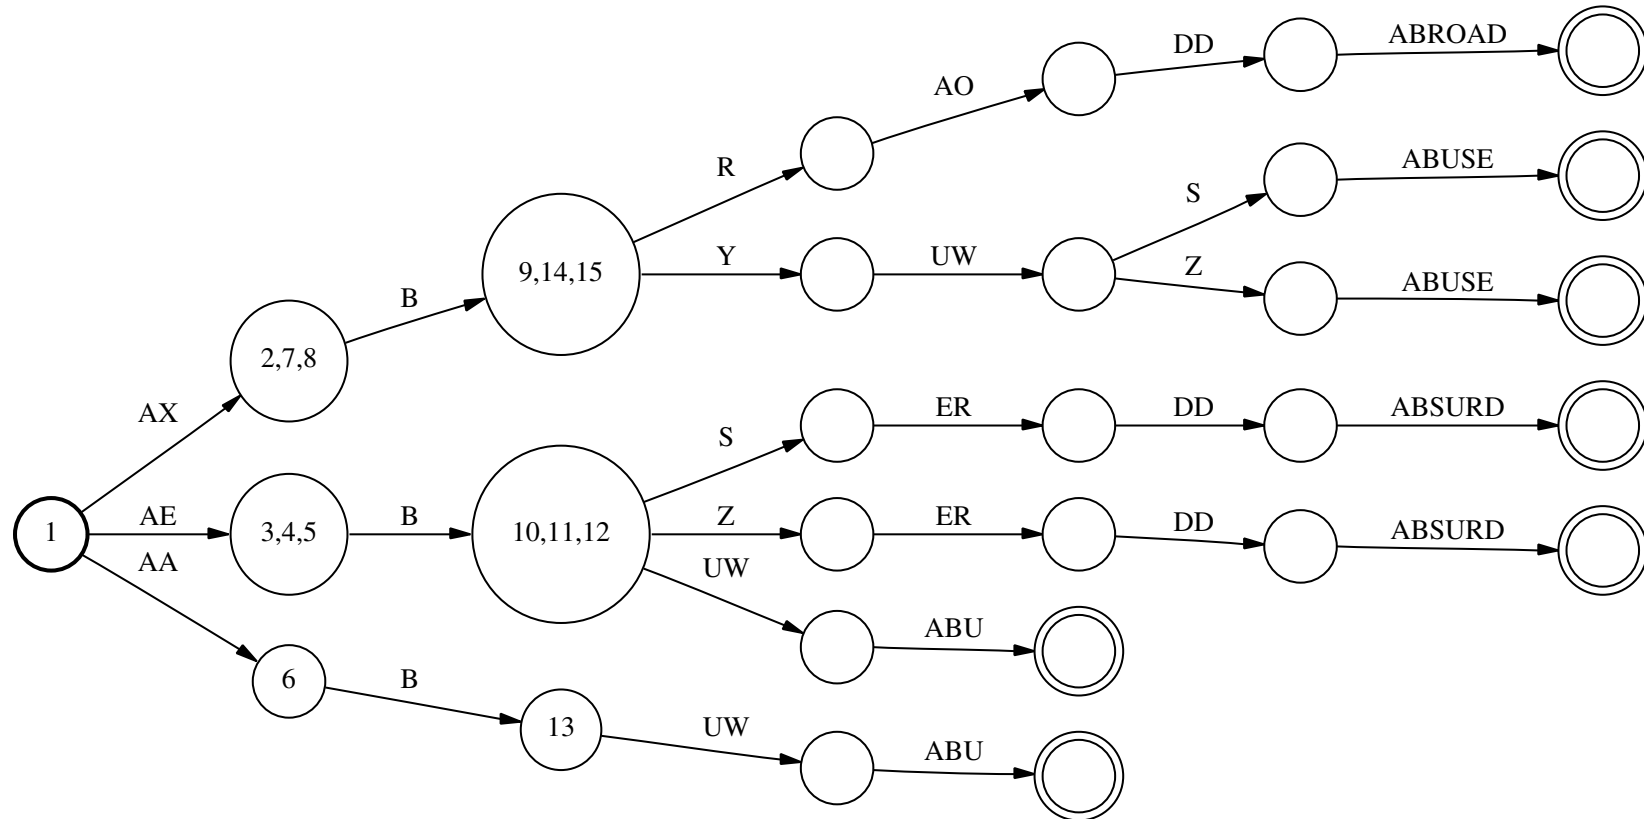 ABROAD
DD
AO
R
ABUSE
S
Y
UW
Z
ABUSE
9,14,15
B
2,7,8
AX
S
ER
DD
ABSURD
1
AE
3,4,5
B
10,11,12
Z
ER
DD
ABSURD
AA
UW
ABU
6
B
13
UW
ABU